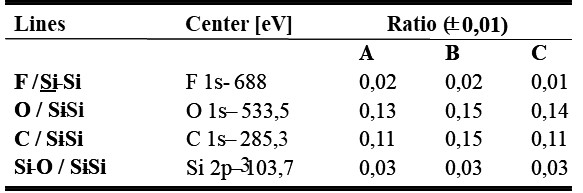 Lines Center [eV] Ratio (±0,01)
A B C
F / Si-Si F 1s- 688 0,02 0,02 0,01
O / SiSi O 1s– 533,5 0,13 0,15 0,14
C / SiSi C 1s– 285,3 0,11 0,15 0,11
Si-O / SiSi Si 2p–3103,7 0,03 0,03 0,03